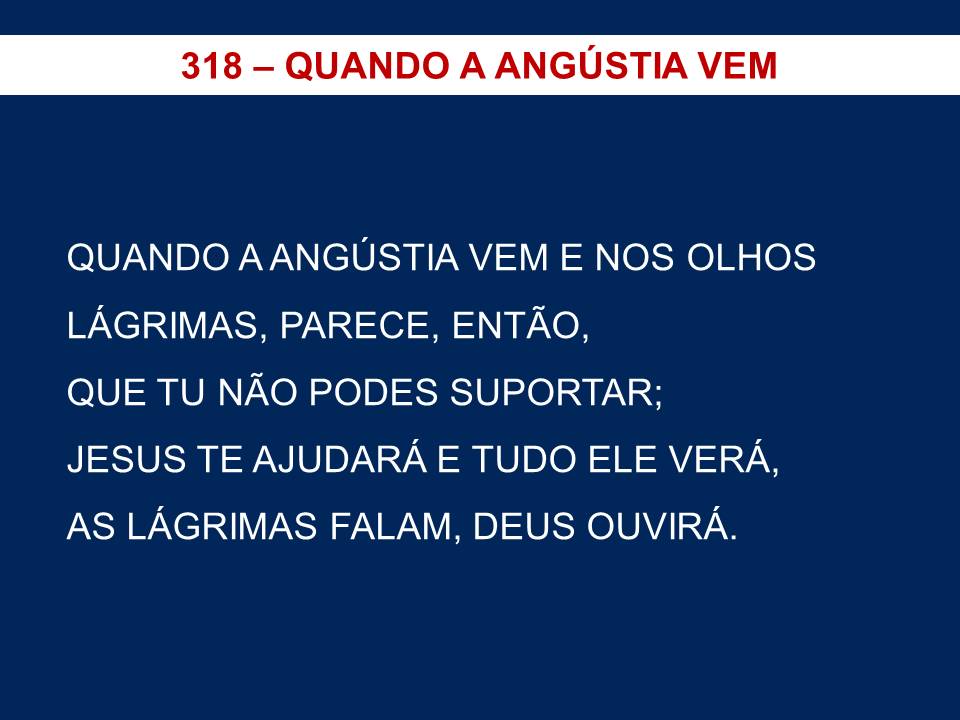 318 – QUANDO A ANGÚSTIA VEM
QUANDO A ANGÚSTIA VEM E NOS OLHOS
LÁGRIMAS, PARECE, ENTÃO,
QUE TU NÃO PODES SUPORTAR;
JESUS TE AJUDARÁ E TUDO ELE VERÁ,
AS LÁGRIMAS FALAM, DEUS OUVIRÁ.